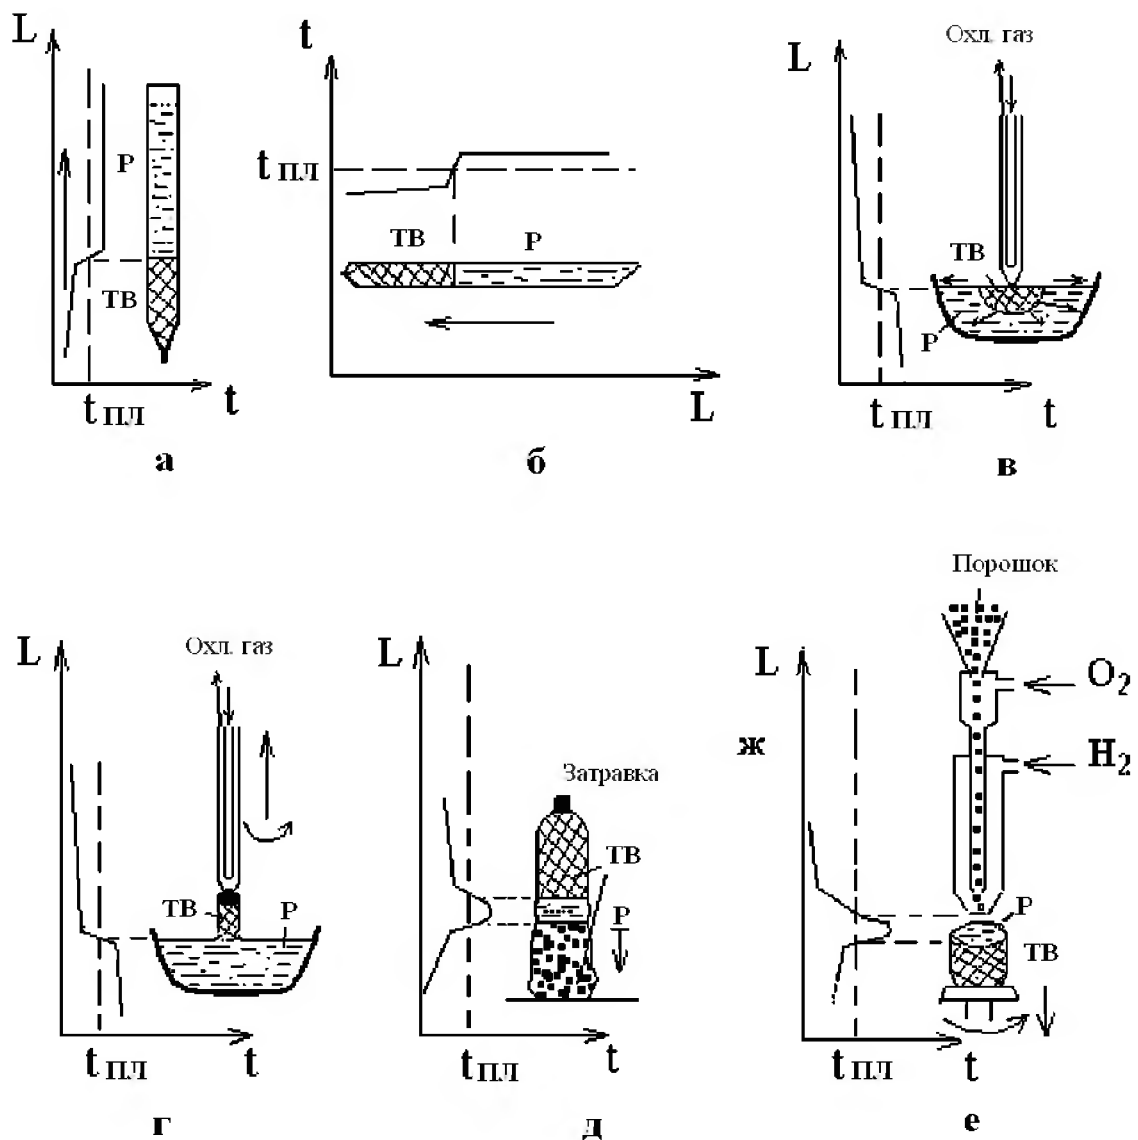 L
P
ТВ
t пл
t
а
t
t пл
ТВ
Р
L
б
Охл. газ
L
ТВ
Р
t пл
t
в
Охл. газ
L
ТВ
Р
t пл
t
г
L
Затравка
ТВ
Р
t пл
t
д
Порошок
L
O2
ж
H2
Р
ТВ
t пл
t
е